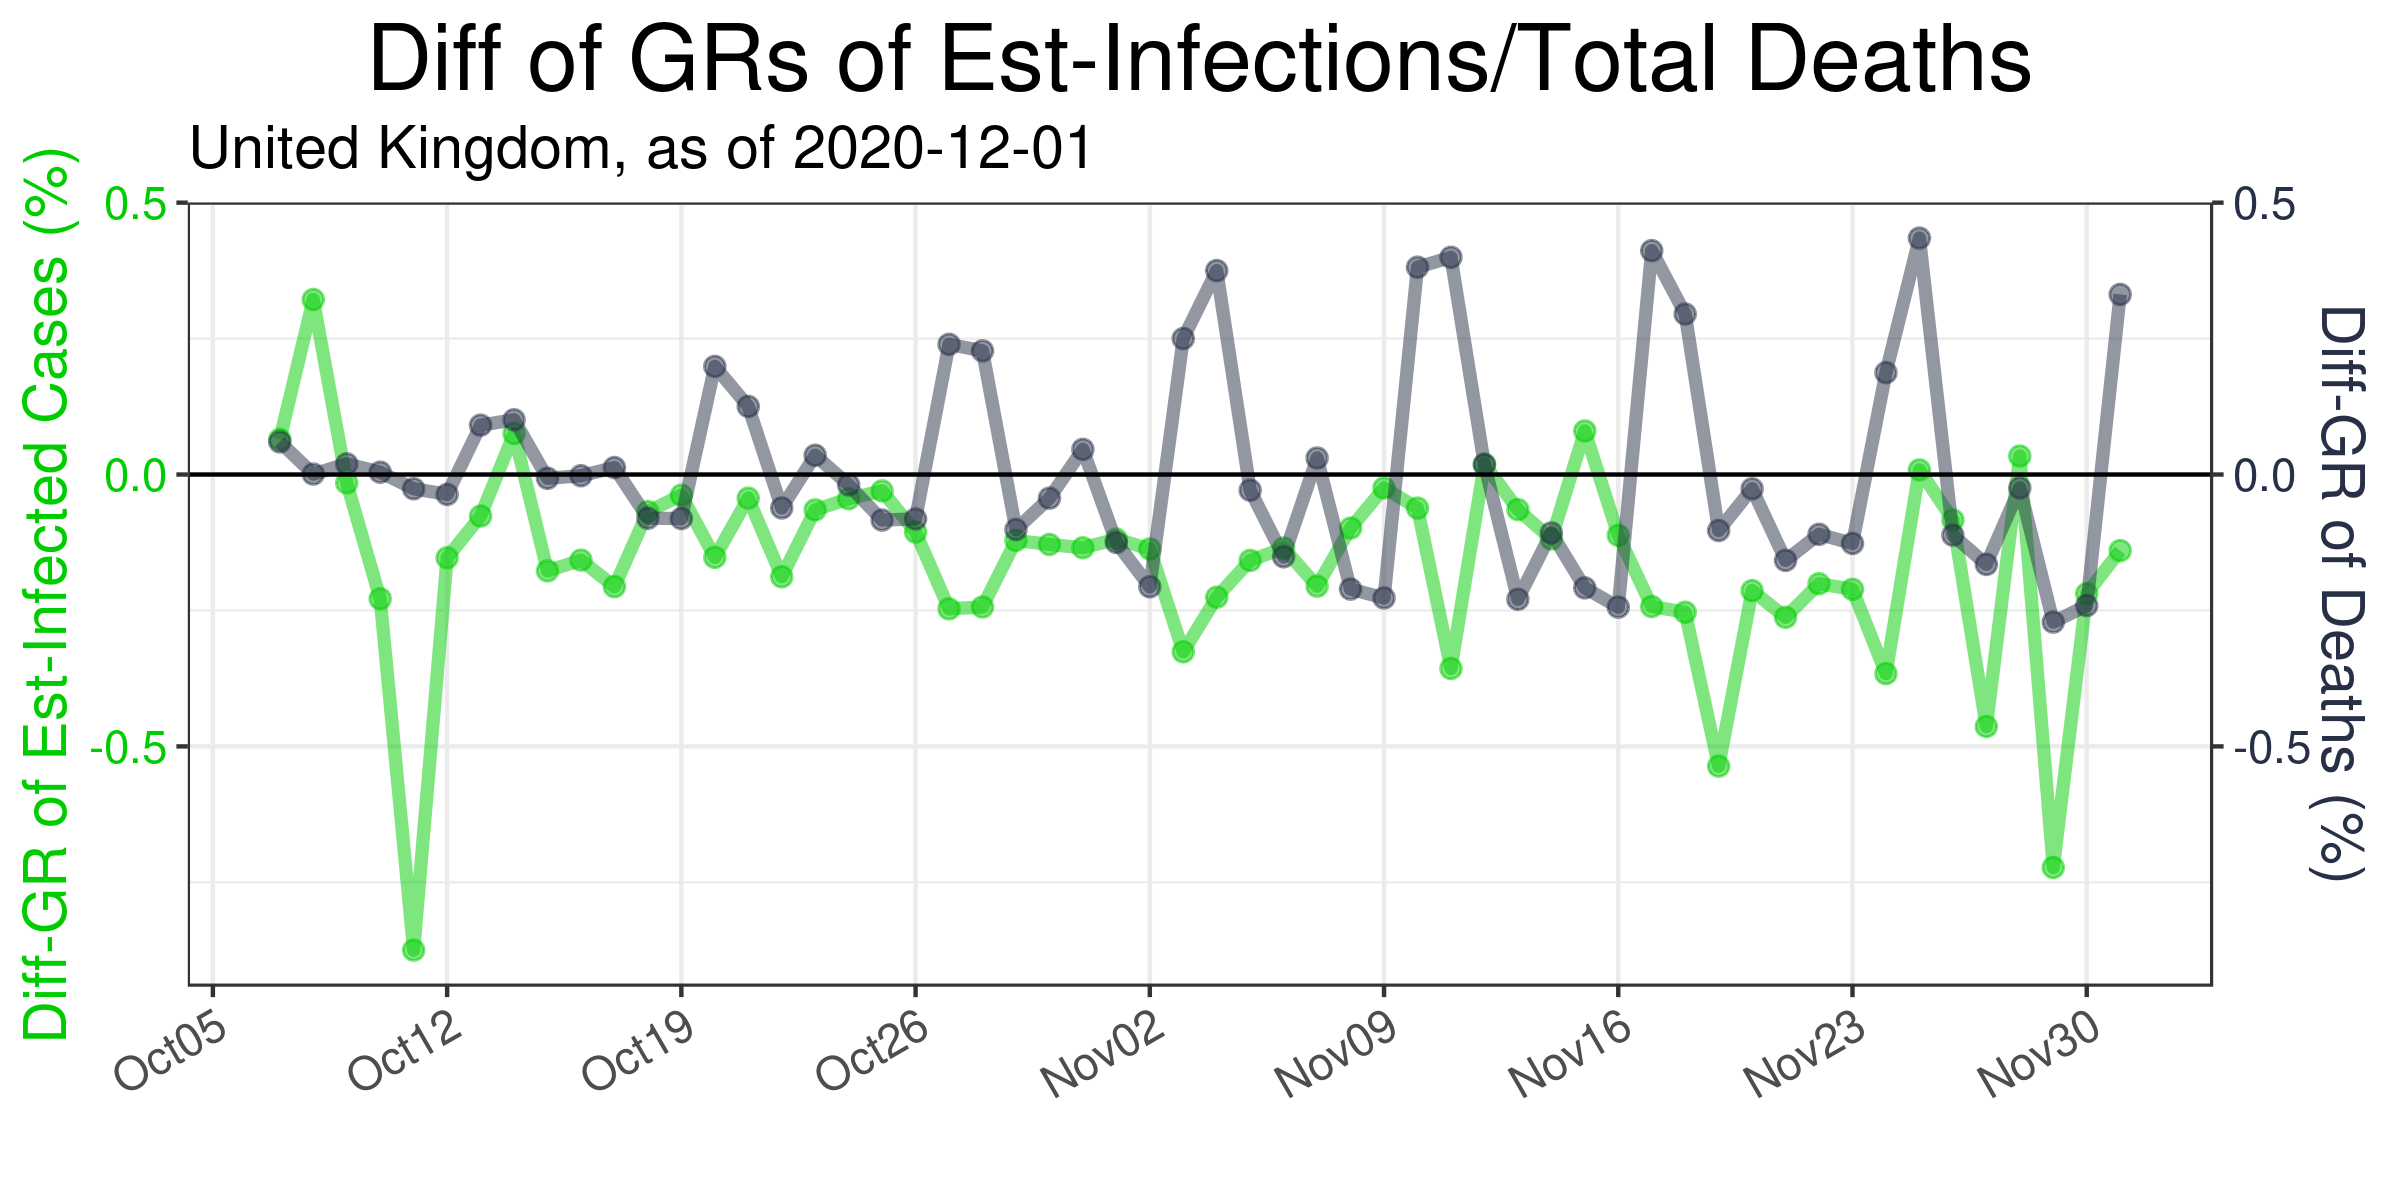 Diff of GRs of Est-Infections/Total Deaths
United Kingdom, as of 2020-12-01
Diff-GR of Est-Infected Cases (%)
0.5
0.0
-0.5
0.5
0.0
-0.5
Diff-GR of Deaths (%)
Oct05
Oct12
Oct19
Oct26
Nov02
Nov09
Nov16
Nov23
Nov30